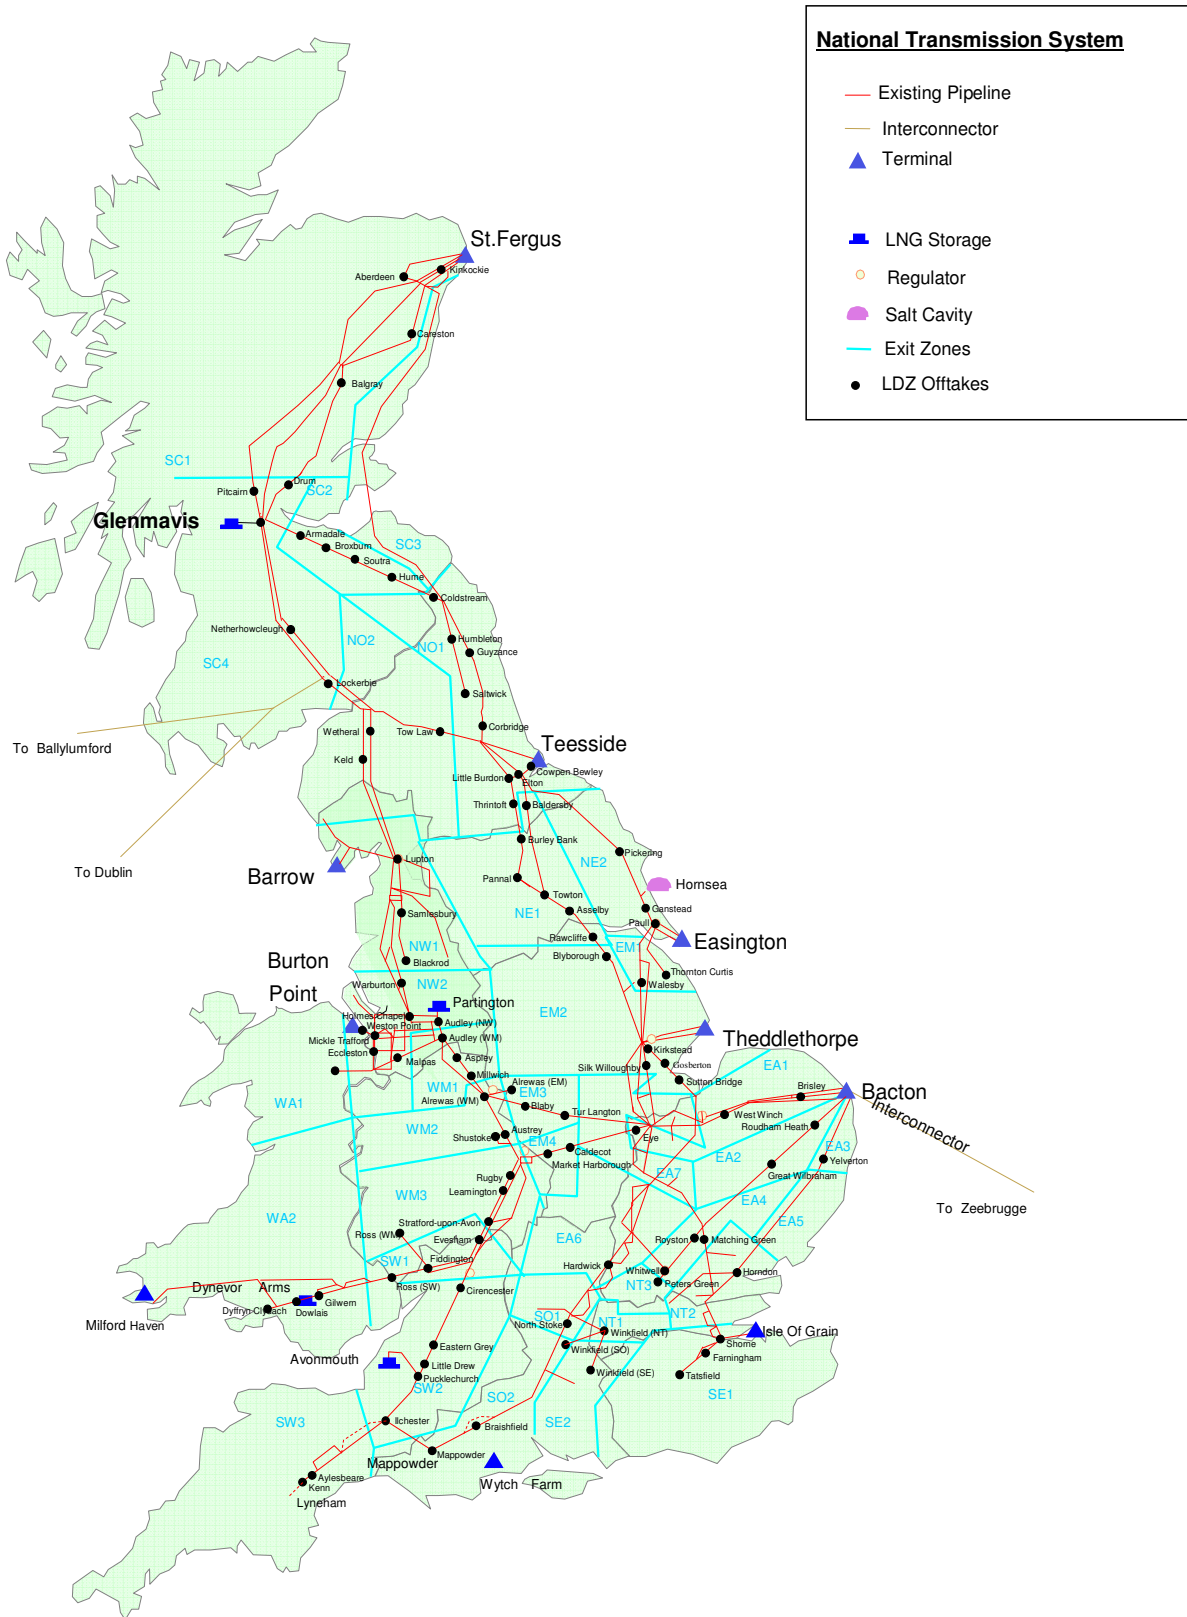 National Transmission System
Existing Pipeline
Interconnector
Terminal
LNG Storage
Regulator
Salt Cavity
Exit Zones
LDZ Offtakes
St.Fergus
Kinkockie
Aberdeen
Careston
Balgray
SC1
Drum
SC2
Pitcairn
Glenmavis
Armadale
Broxburn
SC3
Soutra
Hume
Coldstream
Netherhowcleugh
NO2
NO1
Humbleton
Guyzance
SC4
Lockerbie
Saltwick
To Ballylumford
Wetheral
Tow Law
Corbridge
Teesside
Keld
Cowpen Bewley
Little Burdon
Elton
Thrintoft
Baldersby
Burley Bank
To Dublin
Barrow
Lupton
NE2
Pickering
Pannal
Hornsea
Towton
NE1
Asselby
Ganstead
Samlesbury
Paull
Rawcliffe
Easington
NW1
EM1
Blyborough
Burton
Point
Blackrod
Thornton Curtis
Warburton
NW2
Walesby
Partington
EM2
Holmes Chapel
Weston Point
Audley (NW)
Mickle Trafford
Audley (WM)
Theddlethorpe
Eccleston
Malpas
Aspley
Kirkstead
Gosberton
Silk Willoughby
Millwich
Sutton Bridge
EA1
WM1
Alrewas (EM)
EM3
Alrewas (WM)
Blaby
Tur Langton
Brisley
Bacton
WA1
West Winch
Interconnector
Roudham Heath
WM2
Shustoke
Austrey
EM4
Eye
Caldecot
Market Harborough
EA2
EA3
Yelverton
Great Wilbraham
Rugby
EA7
Leamington
WM3
EA4
To Zeebrugge
WA2
Stratford-upon-Avon
EA5
Ross (WM)
Evesham
EA6
Royston
Matching Green
SW1
Fiddington
Hardwick
Whitwell
Horndon
Peters Green
NT3
Ross (SW)
Cirencester
Dynevor Arms
Gilwern
Dowlais
Dyffryn Clydach
Milford Haven
SO1
North Stoke
NT1
NT2
Winkfield (NT)
Isle Of Grain
Shorne
Eastern Grey
Winkfield (SO)
Farningham
Avonmouth
Little Drew
Winkfield (SE)
Tatsfield
Pucklechurch
SW2
SO2
SE1
SW3
Ilchester
Braishfield
SE2
Mappowder
Mappowder
Aylesbeare
Kenn
Wytch Farm
Lyneham